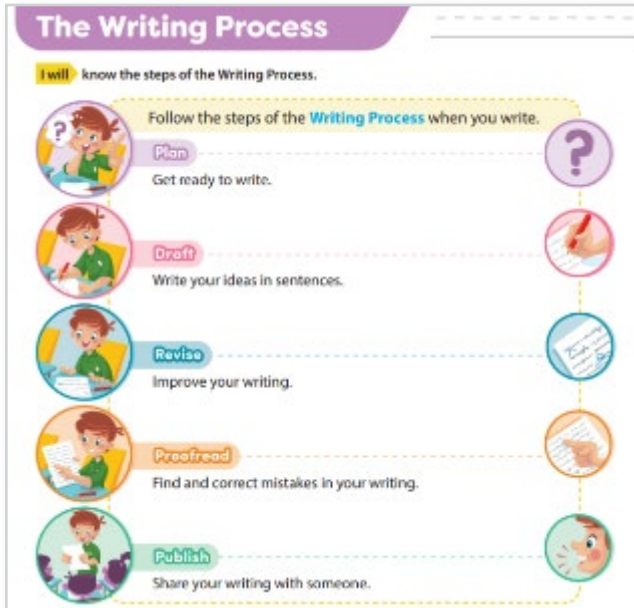 The Writing Process
I will know the steps of the Writing Process.
?
Follow the steps of the Writing Process when you write.
Plan
?
Get ready to write.
Draft
Write your ideas in sentences.
Revise
Improve your writing.
Proofread
Find and correct mistakes in your writing.
Publish
Share your writing with someone.